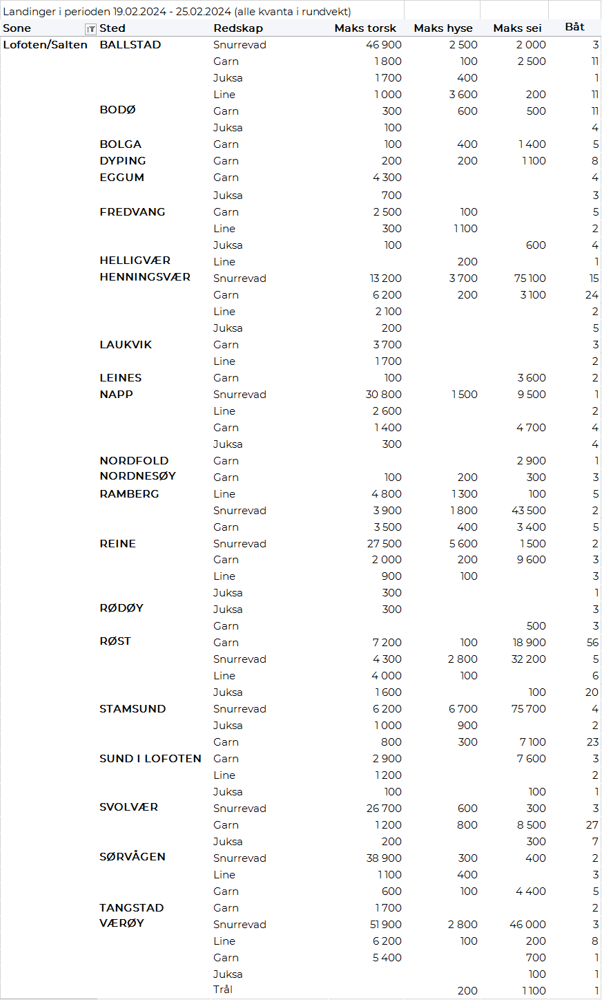 Landinger i perioden 19.02.2024 - 25.02.2024 (alle kvanta i rundvekt)
Sone Sted Redskap Maks torsk Maks hyse Maks sei Båt
Lofoten/Salten BALLSTAD Snurrevad 46 900 2 500 2 000 3
Garn 1 800 100 2 500 11
Juksa 1 700 400 1
Line 1 000 3 600 200 11
BODØ Garn 300 600 500 11
Juksa 100 4
BOLGA Garn 100 400 1 400 5
DYPING Garn 200 200 1 100 8
EGGUM Garn 4 300 4
Juksa 700 3
FREDVANG Garn 2 500 100 5
Line 300 1 100 2
Juksa 100 600 4
HELLIGVÆR Line 200 1
HENNINGSVÆR Snurrevad 13 200 3 700 75 100 15
Garn 6 200 200 3 100 24
Line 2 100 2
Juksa 200 5
LAUKVIK Garn 3 700 3
Line 1 700 2
LEINES Garn 100 3 600 2
NAPP Snurrevad 30 800 1 500 9 500 1
Line 2 600 2
Garn 1 400 4 700 4
Juksa 300 4
NORDFOLD Garn 2 900 1
NORDNESØY Garn 100 200 300 3
RAMBERG Line 4 800 1 300 100 5
Snurrevad 3 900 1 800 43 500 2
Garn 3 500 400 3 400 5
REINE Snurrevad 27 500 5 600 1 500 2
Garn 2 000 200 9 600 3
Line 900 100 3
Juksa 300 1
RØDØY Juksa 300 3
Garn 500 3
RØST Garn 7 200 100 18 900 56
Snurrevad 4 300 2 800 32 200 5
Line 4 000 100 6
Juksa 1 600 100 20
STAMSUND Snurrevad 6 200 6 700 75 700 4
Juksa 1 000 900 2
Garn 800 300 7 100 23
SUND I LOFOTEN Garn 2 900 7 600 3
Line 1 200 2
Juksa 100 100 1
SVOLVÆR Snurrevad 26 700 600 300 3
Garn 1 200 800 8 500 27
Juksa 200 300 7
SØRVÅGEN Snurrevad 38 900 300 400 2
Line 1 100 400 3
Garn 600 100 4 400 5
TANGSTAD Garn 1 700 2
VÆRØY Snurrevad 51 900 2 800 46 000 3
Line 6 200 100 200 8
Garn 5 400 700 1
Juksa 100 1
Trål 200 1 100 1